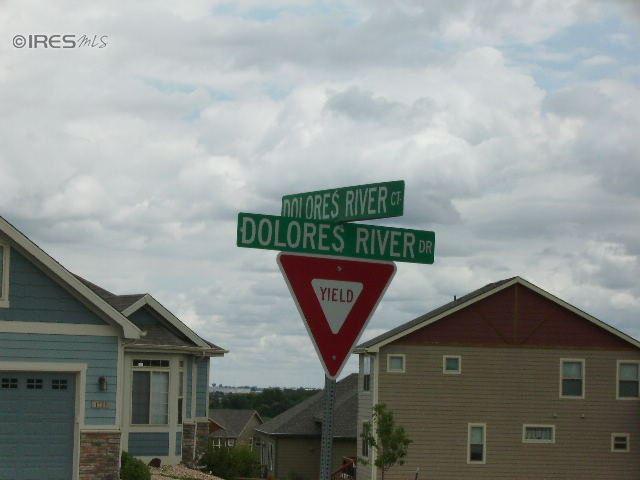 ©IRES MLS
DOLORES RIVER CT
DOLORES RIVER DR
YIELD